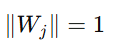 ‖W_j‖ = 1